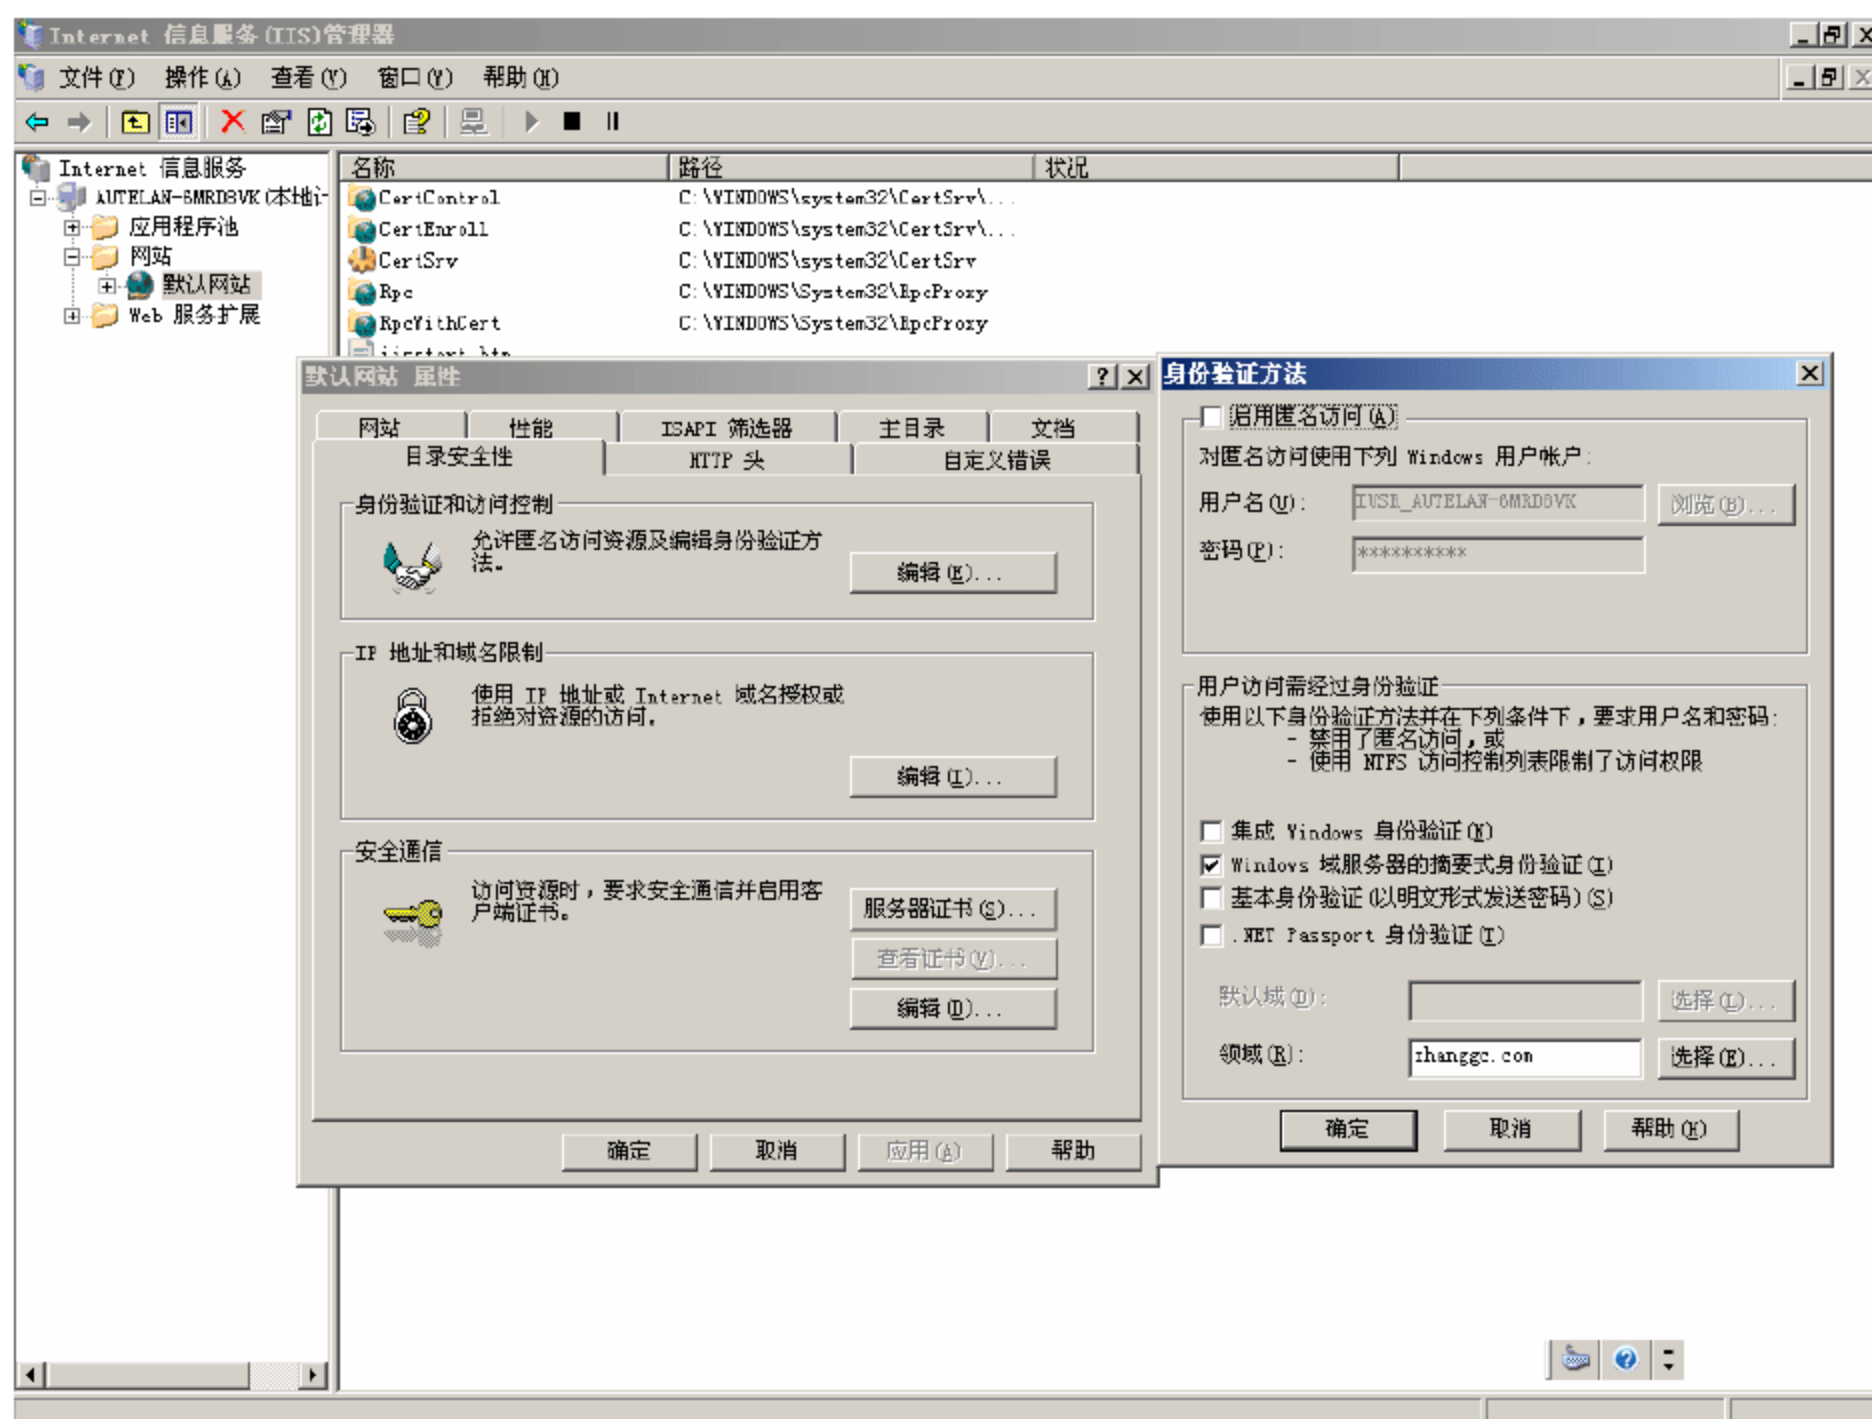 Internet 信息服务(IIS)管理器
文件(F) 操作(A) 查看(V) 窗口(W) 帮助(H)
Internet 信息服务
AUTELAN-6MRD8VK(本地计
应用程序池
网站
默认网站
Web 服务扩展
名称 路径 状况
CertControl C:\WINDOWS\system32\CertSrv\...
CertEnroll C:\WINDOWS\system32\CertSrv\...
CertSrv C:\WINDOWS\system32\CertSrv
Rpc C:\WINDOWS\System32\RpcProxy
RpcWithCert C:\WINDOWS\System32\RpcProxy
iisstart.htm
默认网站 属性
网站 性能 ISAPI 筛选器 主目录 文档
目录安全性 HTTP 头 自定义错误
身份验证和访问控制
允许匿名访问资源及编辑身份验证方
法。
编辑(E)...
IP 地址和域名限制
使用 IP 地址或 Internet 域名授权或
拒绝对资源的访问。
编辑(I)...
安全通信
访问资源时，要求安全通信并启用客
户端证书。
服务器证书(S)...
查看证书(V)...
编辑(D)...
确定 取消 应用(A) 帮助
身份验证方法
启用匿名访问(A)
对匿名访问使用下列 Windows 用户帐户:
用户名(U): IUSR_AUTELAN-6MRD8VK 浏览(B)...
密码(P): **********
用户访问需经过身份验证
使用以下身份验证方法并在下列条件下，要求用户名和密码:
- 禁用了匿名访问，或
- 使用 NTFS 访问控制列表限制了访问权限
集成 Windows 身份验证(N)
Windows 域服务器的摘要式身份验证(I)
基本身份验证(以明文形式发送密码)(S)
.NET Passport 身份验证(T)
默认域(D): 选择(L)...
领域(R): zhanggc.com 选择(E)...
确定 取消 帮助(H)